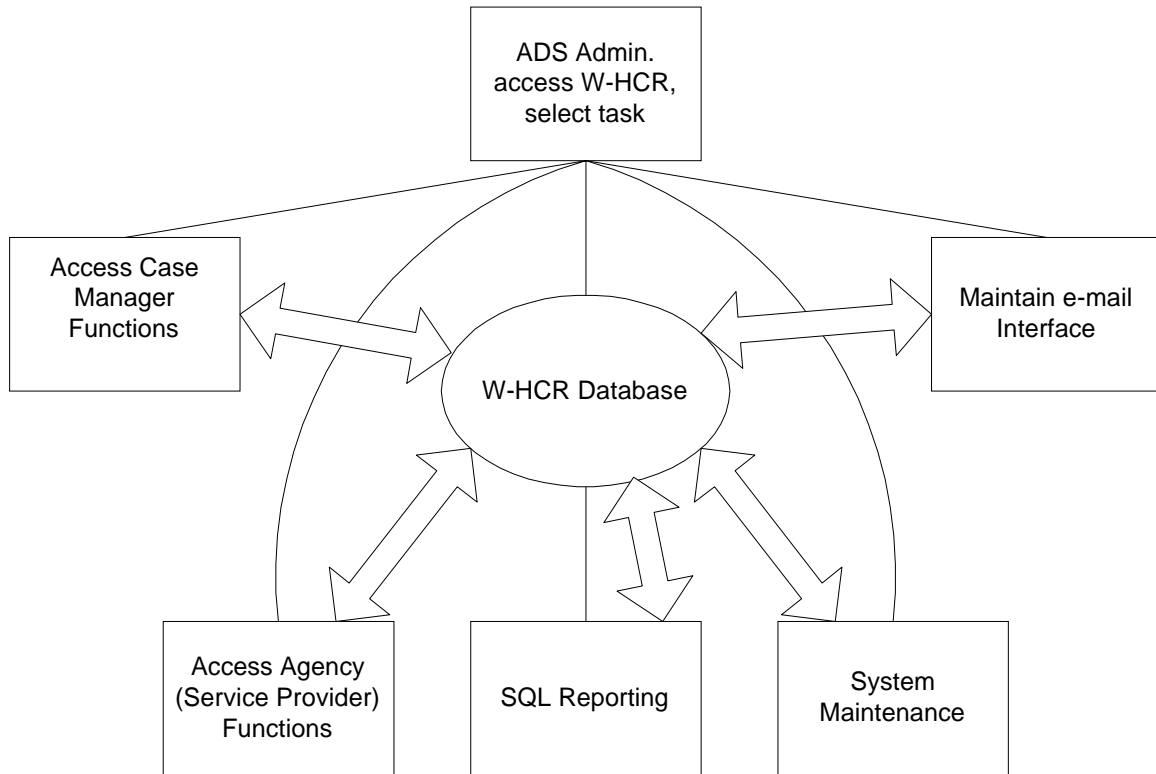 ADS Admin.
access W-HCR,
select task
Access Case
Manager
Functions
Maintain e-mail
Interface
W-HCR Database
Access Agency
(Service Provider)
Functions
SQL Reporting
System
Maintenance